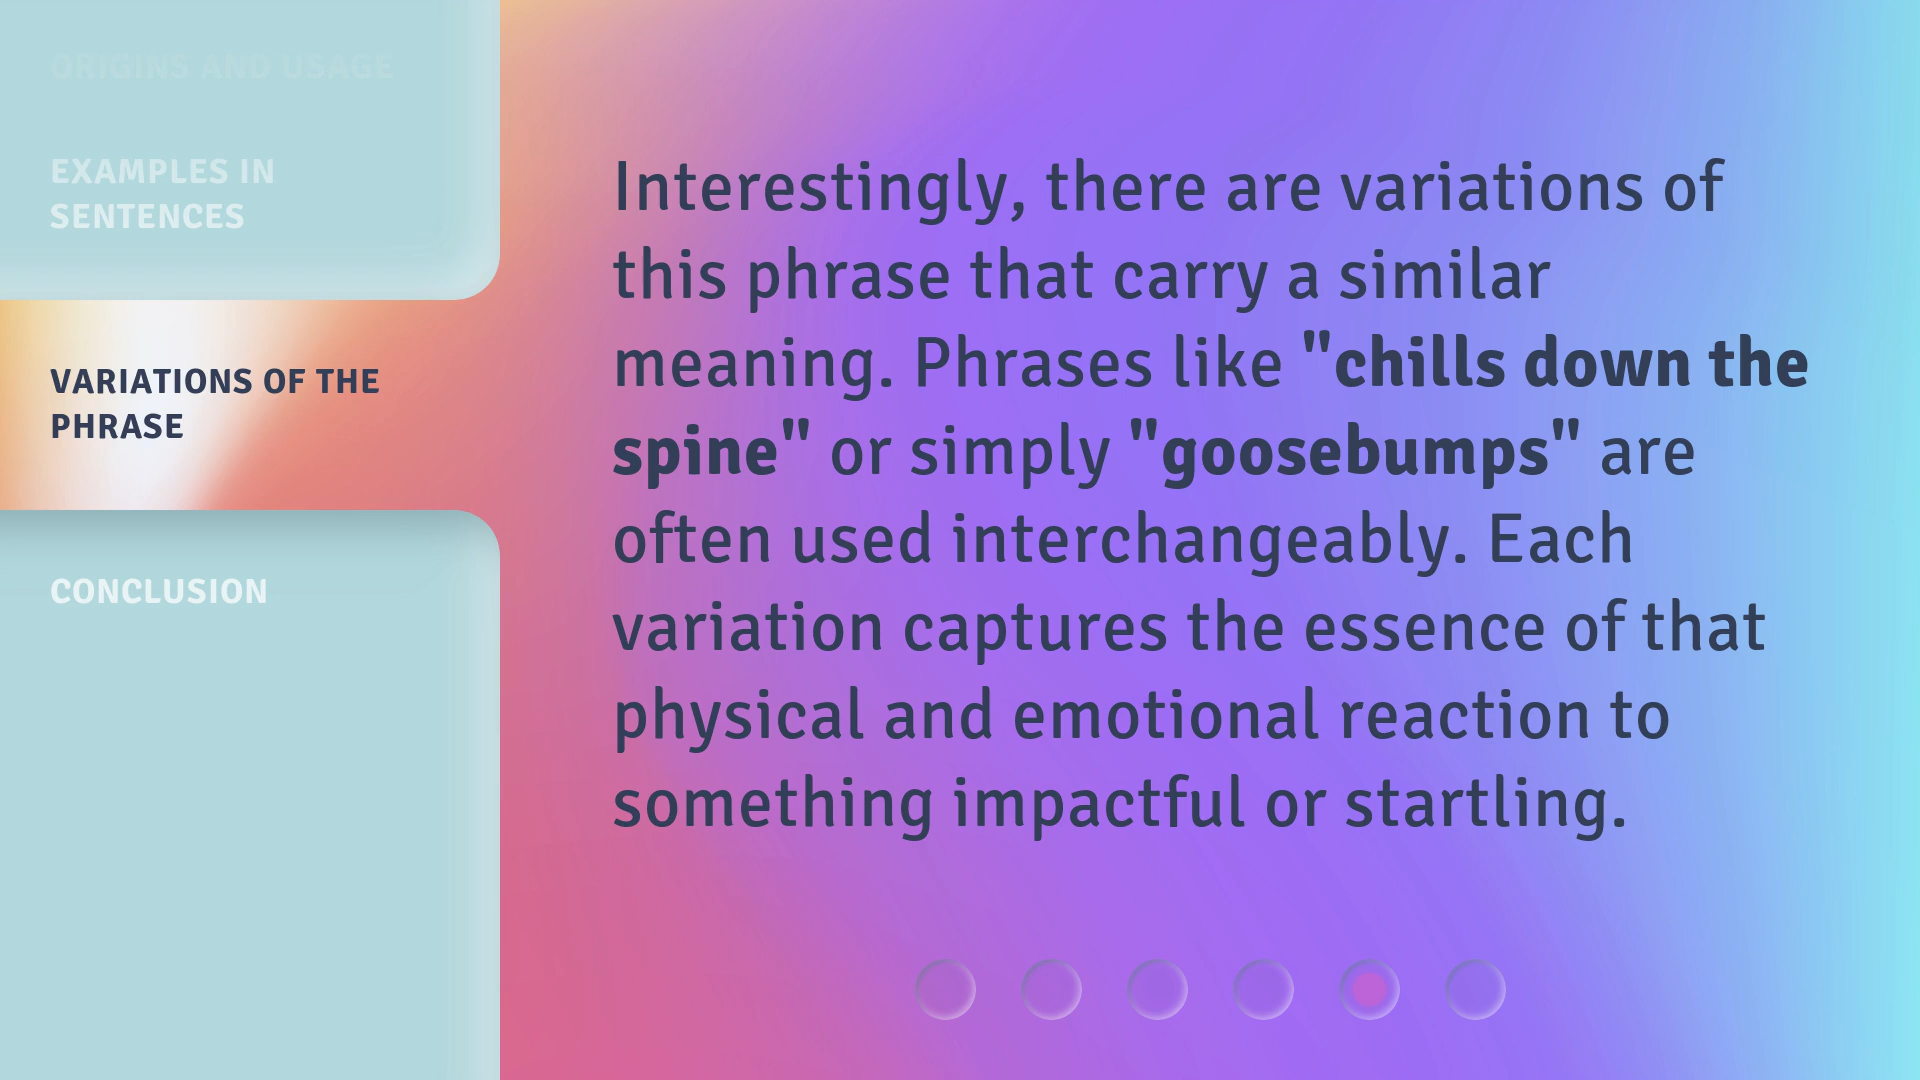 ORIGINS AND USAGE
EXAMPLES IN
SENTENCES
VARIATIONS OF THE
PHRASE
CONCLUSION
Interestingly, there are variations of
this phrase that carry a similar
meaning. Phrases like "chills down the
spine" or simply "goosebumps" are
often used interchangeably. Each
variation captures the essence of that
physical and emotional reaction to
something impactful or startling.